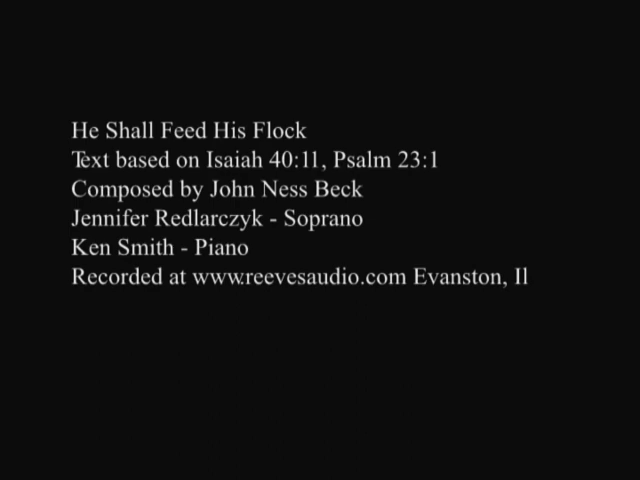 He Shall Feed His Flock
Text based on Isaiah 40:11, Psalm 23:1
Composed by John Ness Beck
Jennifer Redlarczyk - Soprano
Ken Smith - Piano
Recorded at www.reevesaudio.com Evanston, Il